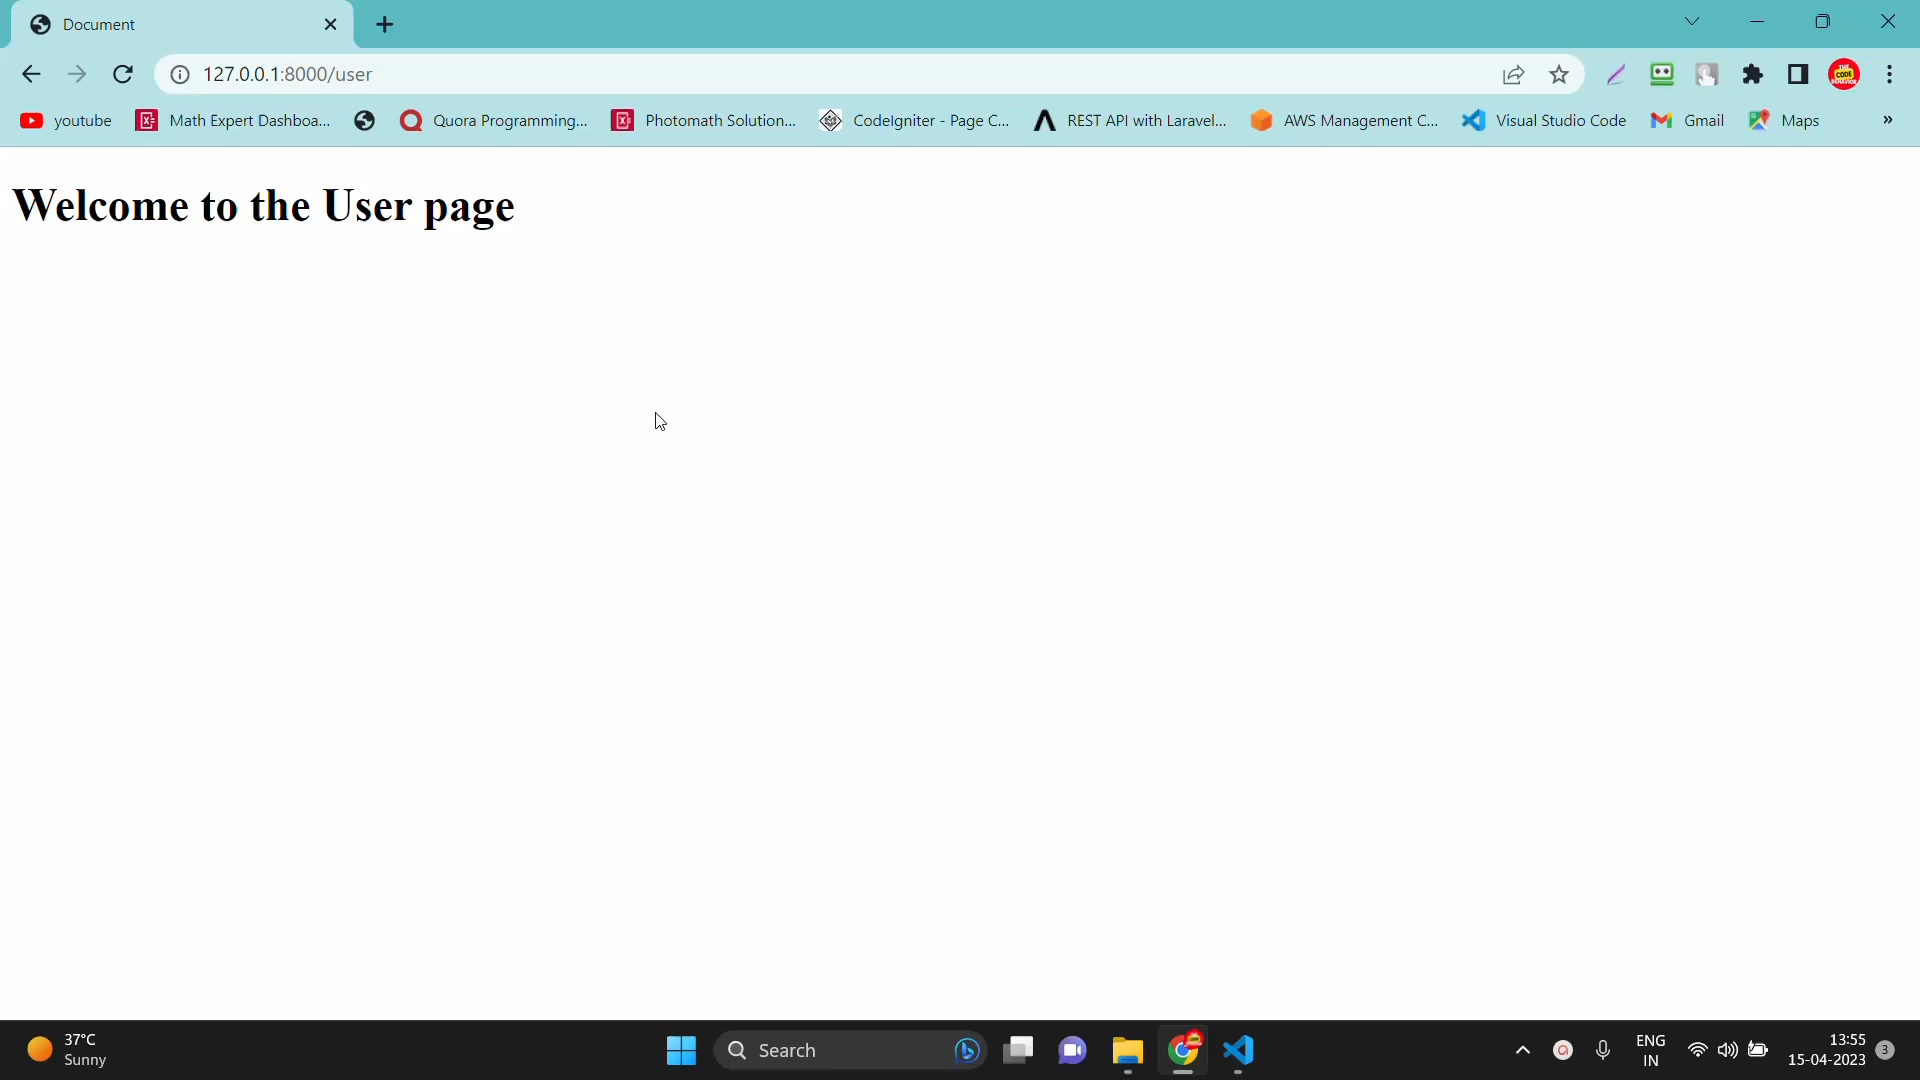 Document
127.0.0.1:8000/user
youtube
Math Expert Dashboa...
Quora Programming,...
Photomath Solution...
CodeIgniter - Page C...
REST API with Laravel...
AWS Management C...
Visual Studio Code
Gmail
Maps
»
Welcome to the User page
37°C
Sunny
Search
ENG
IN
13:55
15-04-2023
3